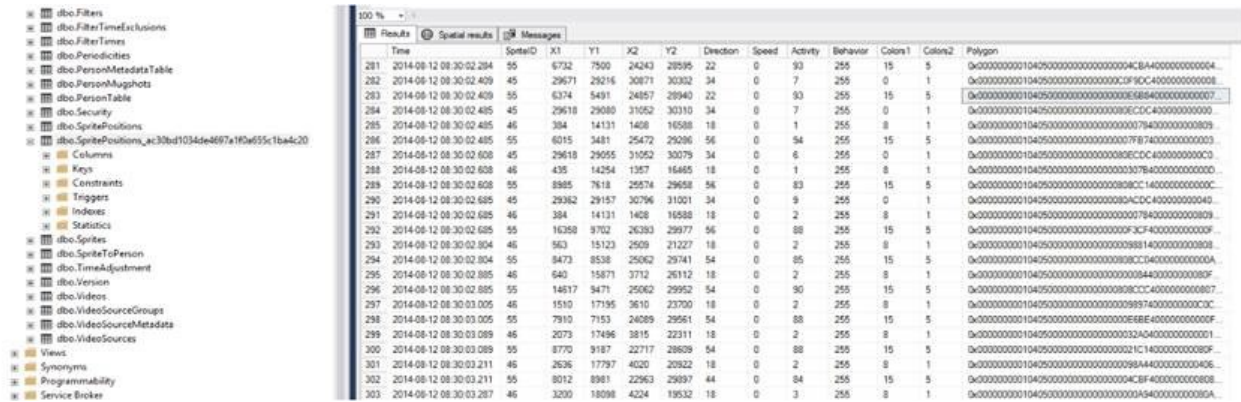 dbo.Filters
dbo.FilterTimeExclusions
dbo.FilterTimes
dbo.Periodicities
dbo.PersonMetadataTable
dbo.PersonMugshots
dbo.PersonTable
dbo.Security
dbo.SpritePositions
dbo.SpritePositions_ac30bd1034de4697a1f0a655c1ba4c20
Columns
Keys
Constraints
Triggers
Indexes
Statistics
dbo.Sprites
dbo.SpriteToPerson
dbo.TimeAdjustment
dbo.Version
dbo.Videos
dbo.VideoSourceGroups
dbo.VideoSourceMetadata
dbo.VideoSources
Views
Synonyms
Programmability
Service Broker
100 %
Results Spatial results Messages
Time SpriteID X1 Y1 X2 Y2 Direction Speed Activity Behavior Colors1 Colors2 Polygon
281 2014-08-12 08:30:02.284 55 6732 7500 24243 28595 22 0 93 255 15 5
282 2014-08-12 08:30:02.409 45 29671 29216 30871 30302 34 0 7 255 0 1
283 2014-08-12 08:30:02.409 55 6374 5491 24857 28940 22 0 93 255 15 5
284 2014-08-12 08:30:02.485 45 29618 29080 31052 30310 34 0 7 255 0 1
285 2014-08-12 08:30:02.485 46 384 14131 1408 16588 18 0 1 255 8 1
286 2014-08-12 08:30:02.485 55 6015 3481 25472 29286 56 0 94 255 15 5
287 2014-08-12 08:30:02.608 45 29618 29055 31052 30079 34 0 6 255 0 1
288 2014-08-12 08:30:02.608 46 435 14254 1357 16465 18 0 1 255 8 1
289 2014-08-12 08:30:02.608 55 8985 7618 25574 29658 56 0 83 255 15 5
290 2014-08-12 08:30:02.685 45 29362 29157 30796 31001 34 0 9 255 0 1
291 2014-08-12 08:30:02.685 46 384 14131 1408 16588 18 0 2 255 8 1
292 2014-08-12 08:30:02.685 55 16358 9702 26393 29977 56 0 88 255 15 5
293 2014-08-12 08:30:02.804 46 563 15123 2509 21227 18 0 2 255 8 1
294 2014-08-12 08:30:02.804 55 8473 8538 25062 29741 54 0 85 255 15 5
295 2014-08-12 08:30:02.885 46 640 15871 3712 26112 18 0 2 255 8 1
296 2014-08-12 08:30:02.885 55 14617 9471 25062 29952 54 0 90 255 15 5
297 2014-08-12 08:30:03.005 46 1510 17195 3610 23700 18 0 2 255 8 1
298 2014-08-12 08:30:03.005 55 7910 7153 24089 29561 54 0 88 255 15 5
299 2014-08-12 08:30:03.089 46 2073 17496 3815 22311 18 0 2 255 8 1
300 2014-08-12 08:30:03.089 55 8770 9187 22717 28609 54 0 88 255 15 5
301 2014-08-12 08:30:03.211 46 2636 17797 4020 20922 18 0 2 255 8 1
302 2014-08-12 08:30:03.211 55 8012 8981 22963 29897 44 0 84 255 15 5
303 2014-08-12 08:30:03.287 46 3200 18098 4224 19532 18 0 3 255 8 1